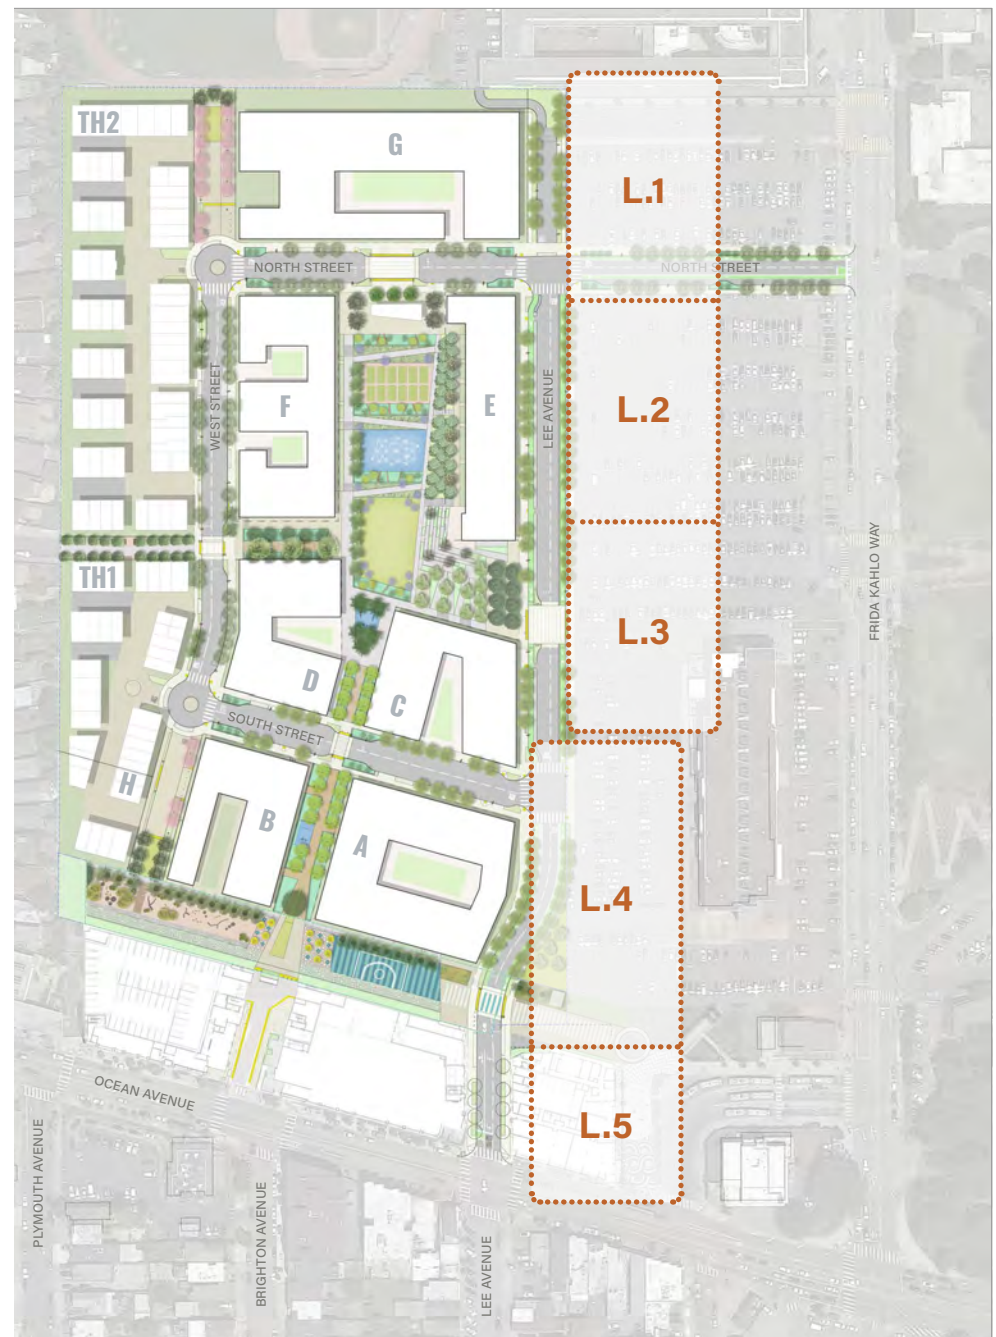 TH2
G
L.1
NORTH STREET
NORTH STREET
WEST STREET
F
E
LEE AVENUE
L.2
FRIDA KAHLO WAY
TH1
L.3
D
C
SOUTH STREET
H
B
A
L.4
OCEAN AVENUE
L.5
PLYMOUTH AVENUE
BRIGHTON AVENUE
LEE AVENUE